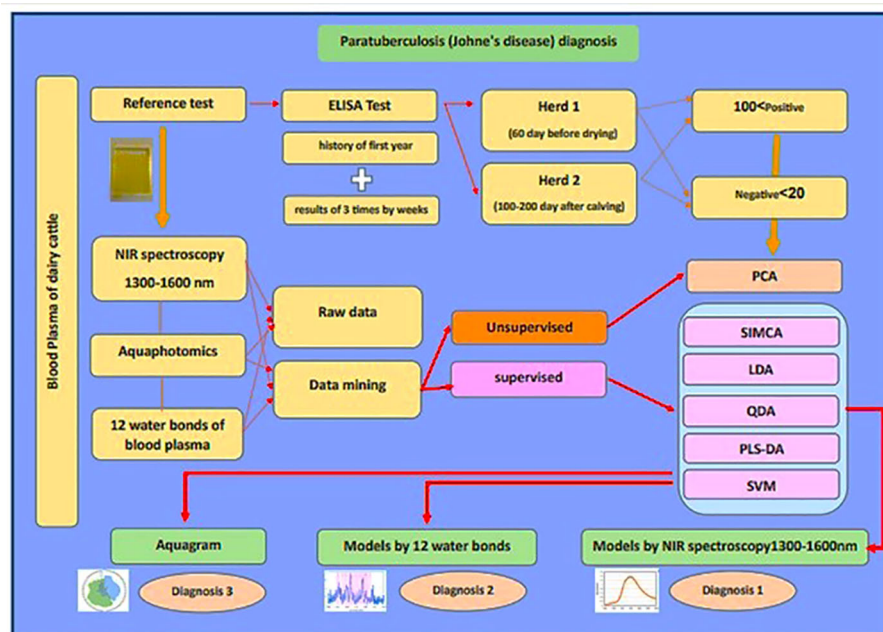 Paratuberculosis (Johne's disease) diagnosis
Blood Plasma of dairy cattle
Reference test
ELISA Test
history of first year
results of 3 times by weeks
Herd 1
(60 day before drying)
Herd 2
(100-200 day after calving)
100<Positive
Negative<20
NIR spectroscopy
1300-1600 nm
Aquaphotomics
12 water bonds of
blood plasma
Raw data
Data mining
Unsupervised
supervised
PCA
SIMCA
LDA
QDA
PLS-DA
SVM
Aquagram
Models by 12 water bonds
Models by NIR spectroscopy1300-1600nm
Diagnosis 3
Diagnosis 2
Diagnosis 1